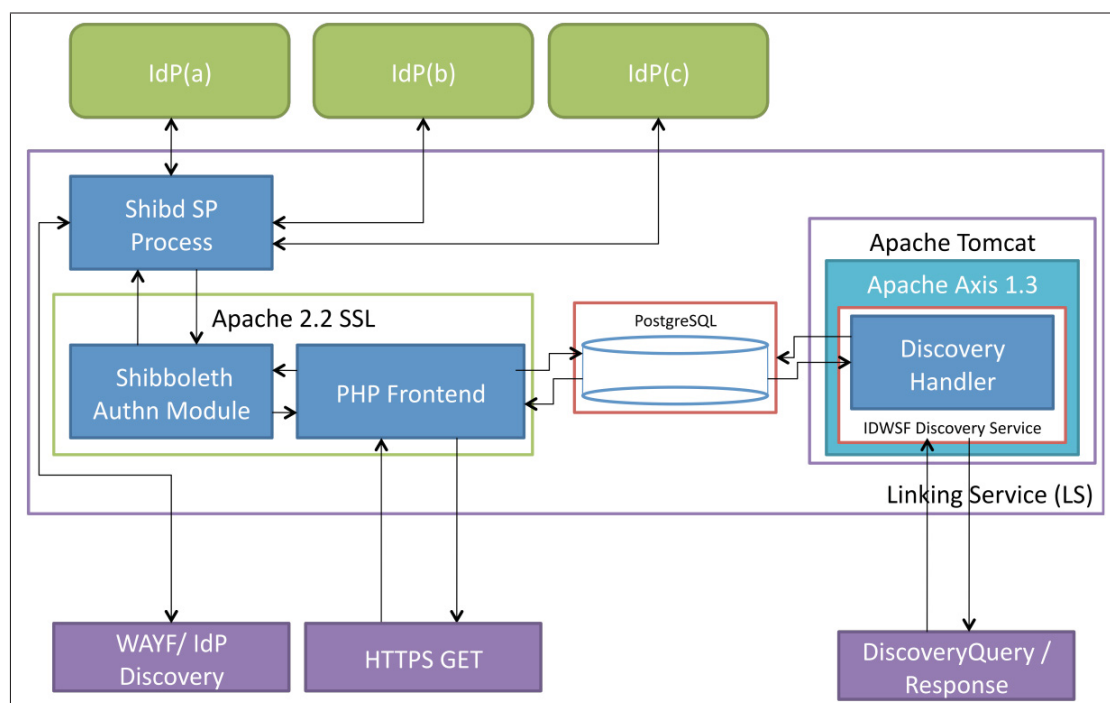 IdP(a)
IdP(b)
IdP(c)
Shibd SP
Process
Apache Tomcat
Apache Axis 1.3
Apache 2.2 SSL
PostgreSQL
Shibboleth
Authn Module
PHP Frontend
Discovery
Handler
IDWSF Discovery Service
Linking Service (LS)
WAYF/ IdP
Discovery
HTTPS GET
DiscoveryQuery /
Response